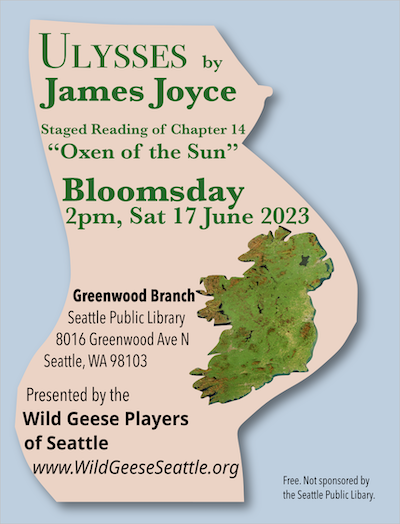 ULYSSES by
James Joyce
Staged Reading of Chapter 14
“Oxen of the Sun”
Bloomsday
2pm, Sat 17 June 2023
Greenwood Branch
Seattle Public Library
8016 Greenwood Ave N
Seattle, WA 98103
Presented by the
Wild Geese Players
of Seattle
www.WildGeeseSeattle.org
Free. Not sponsored by
the Seattle Public Libary.